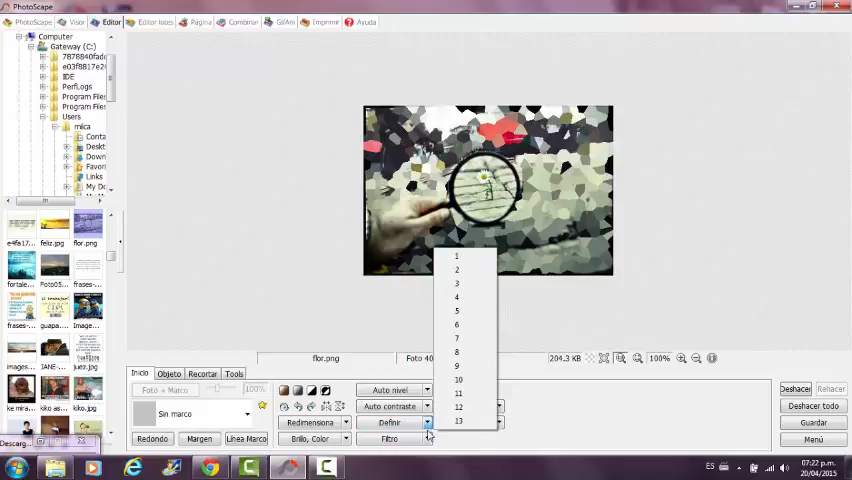 PhotoScape
PhotoScape
Visor
Editor
Editor lotes
Página
Combinar
GifAni
Imprimir
Ayuda
Computer
Gateway (C:)
IDE
PerfLogs
Program Files
Program Files
Users
mica
Conta
Deskt
Down
Favor
Links
My Do
feliz.jpg
flor.png
fortale
Foto05
frases-
frases-
guapa.
Image
images
JANE-
juez.jpg
ke mira
kiko.jpg
1
2
3
4
5
6
7
8
9
10
11
12
13
flor.png
Foto 40
204.3 KB
100%
Inicio
Objeto
Recortar
Tools
Foto + Marco
100%
Sin marco
Redondo
Margen
Línea Marco
Auto nivel
Auto contraste
Redimensiona
Definir
Brillo, Color
Filtro
Deshacer
Rehacer
Deshacer todo
Guardar
Menú
Descarg
ES
07:22 p.m.
20/04/2015